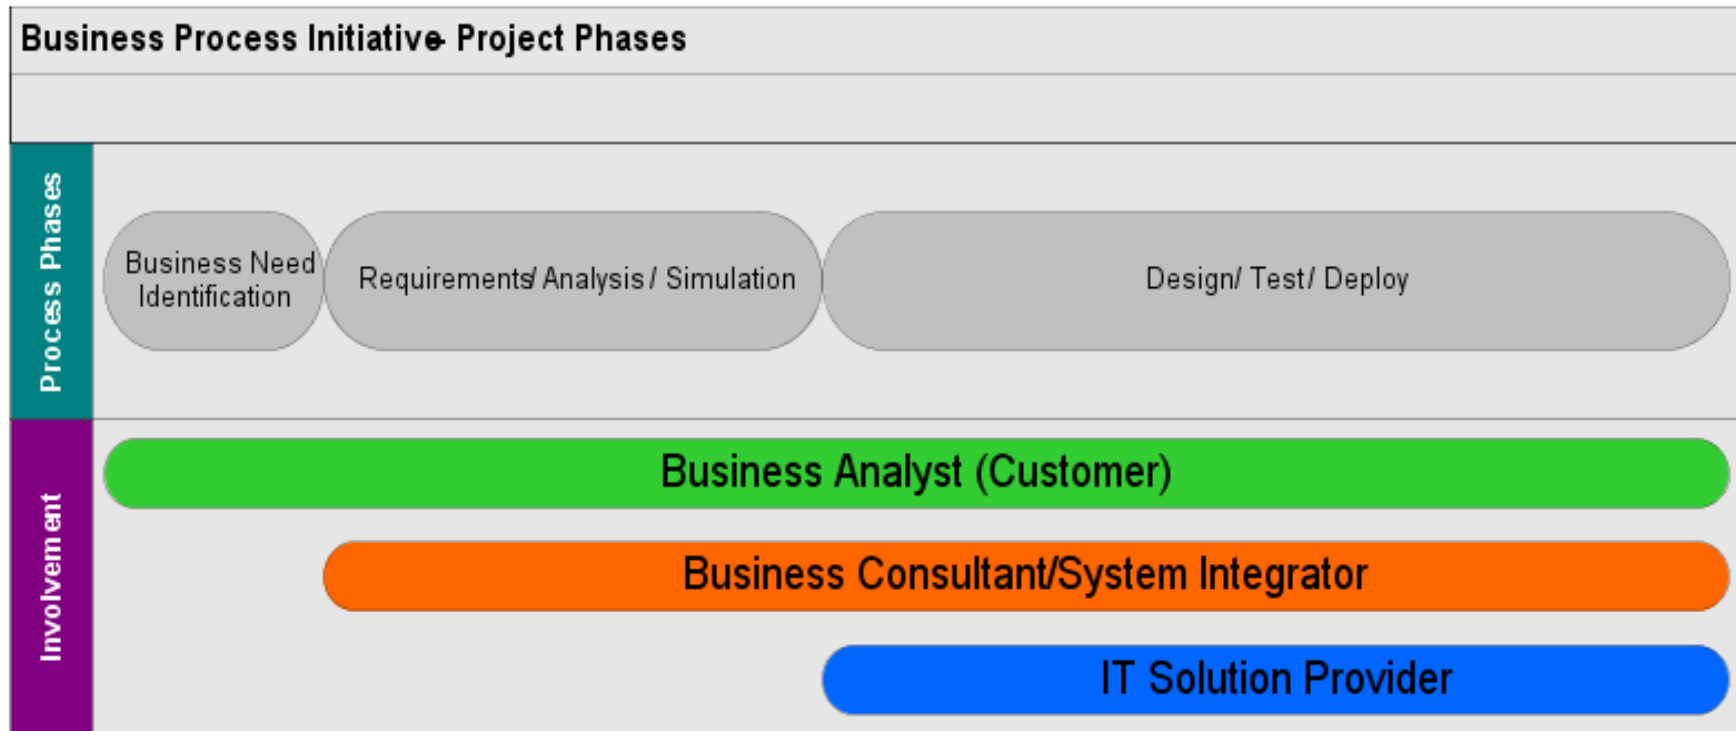 Business Process Initiative- Project Phases
Process Phases
Business Need
Identification
Requirements/ Analysis / Simulation
Design/ Test / Deploy
Involvement
Business Analyst (Customer)
Business Consultant/System Integrator
IT Solution Provider